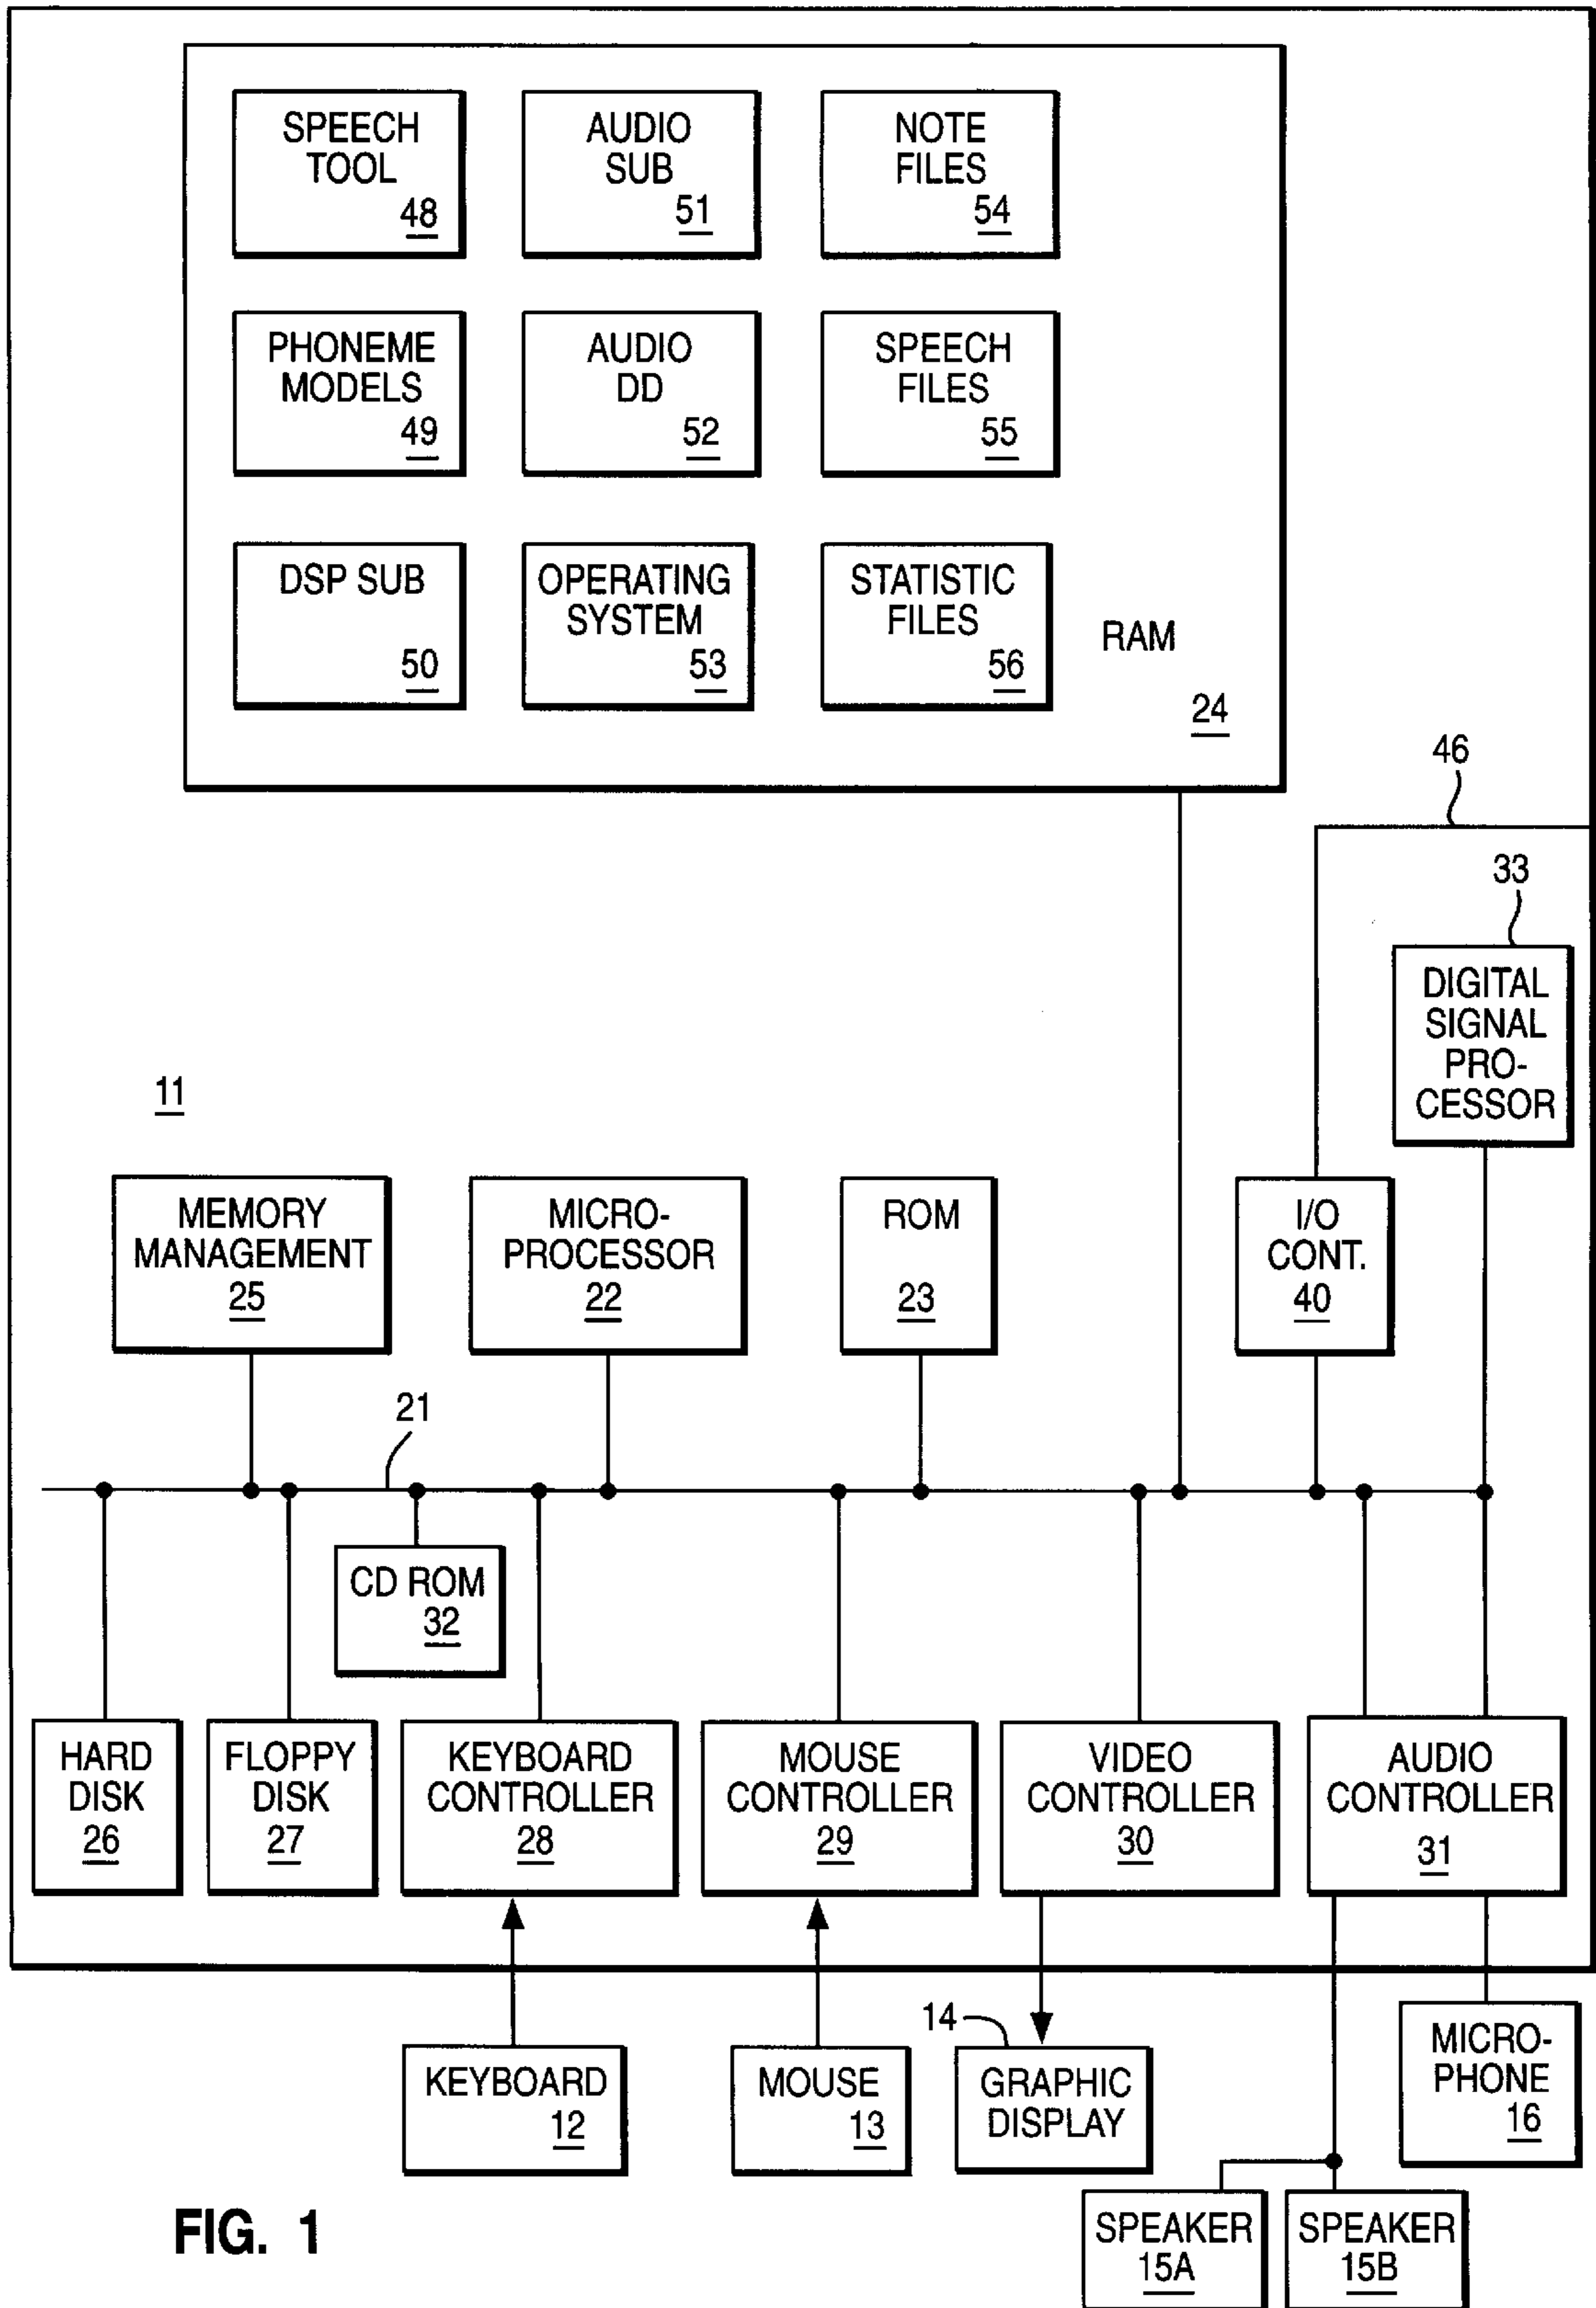 SPEECH
TOOL
48
AUDIO
SUB
51
NOTE
FILES
54
PHONEME
MODELS
49
AUDIO
DD
52
SPEECH
FILES
55
DSP SUB
50
OPERATING
SYSTEM
53
STATISTIC
FILES
56
RAM
24
46
33
DIGITAL
SIGNAL
PRO-
CESSOR
11
MEMORY
MANAGEMENT
25
MICRO-
PROCESSOR
22
ROM
23
I/O
CONT.
40
21
CD ROM
32
HARD
DISK
26
FLOPPY
DISK
27
KEYBOARD
CONTROLLER
28
MOUSE
CONTROLLER
29
VIDEO
CONTROLLER
30
AUDIO
CONTROLLER
31
KEYBOARD
12
MOUSE
13
14
GRAPHIC
DISPLAY
MICRO-
PHONE
16
SPEAKER
15A
SPEAKER
15B
FIG. 1